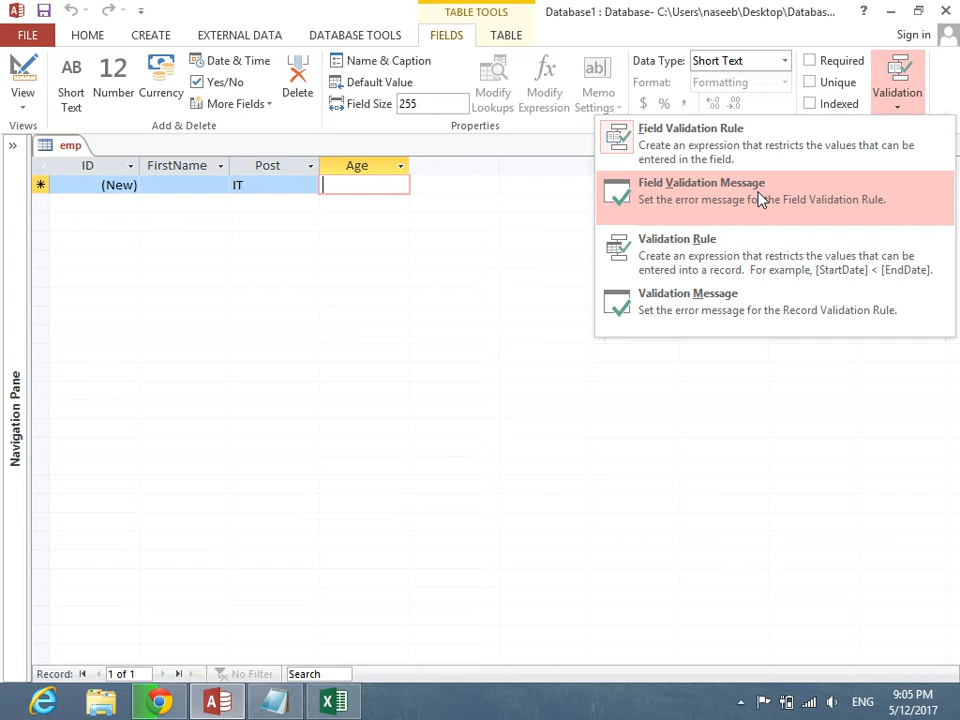 TABLE TOOLS
Database1 : Database- C:\Users\naseeb\Desktop\Databas...
?
FILE
HOME
CREATE
EXTERNAL DATA
DATABASE TOOLS
FIELDS
TABLE
Sign in
View
Views
AB
Short
Text
12
Number
Currency
Date & Time
Yes/No
More Fields
Delete
Add & Delete
Name & Caption
Default Value
Field Size 255
Modify
Lookups
fx
Modify
Expression
ab|
Memo
Settings
Properties
Data Type: Short Text
Format: Formatting
$ % , .00
Required
Unique
Indexed
Validation
Field Validation Rule
Create an expression that restricts the values that can be
entered in the field.
Field Validation Message
Set the error message for the Field Validation Rule.
Validation Rule
Create an expression that restricts the values that can be
entered into a record. For example, [StartDate] < [EndDate].
Validation Message
Set the error message for the Record Validation Rule.
emp
ID FirstName Post Age
(New) IT
Navigation Pane
Record: 1 of 1 No Filter Search
ENG
9:05 PM
5/12/2017